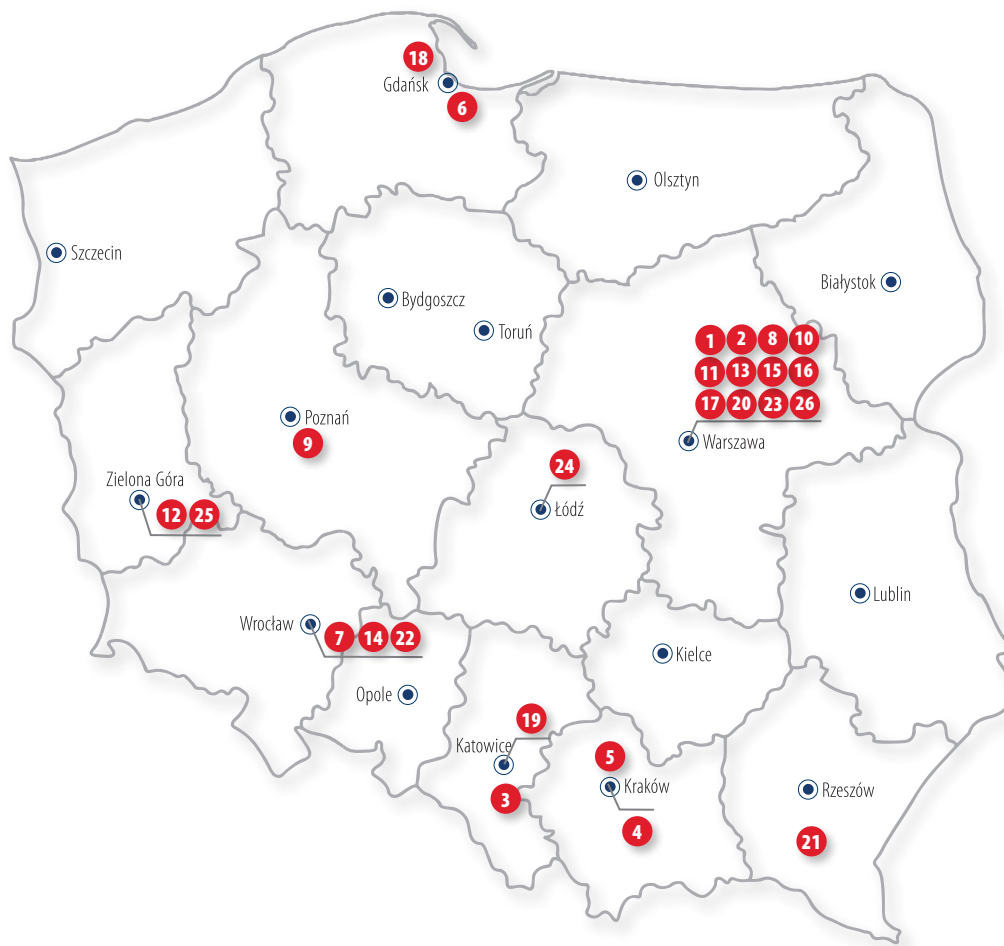 18
Gdańsk
6
Olsztyn
Szczecin
Białystok
Bydgoszcz
Toruń
1 2 8 10
11 13 15 16
17 20 23 26
Warszawa
Poznań
9
24
Łódź
Zielona Góra
12 25
Lublin
Wrocław
7 14 22
Kielce
Opole
19
Katowice
5
Kraków
3
4
Rzeszów
21